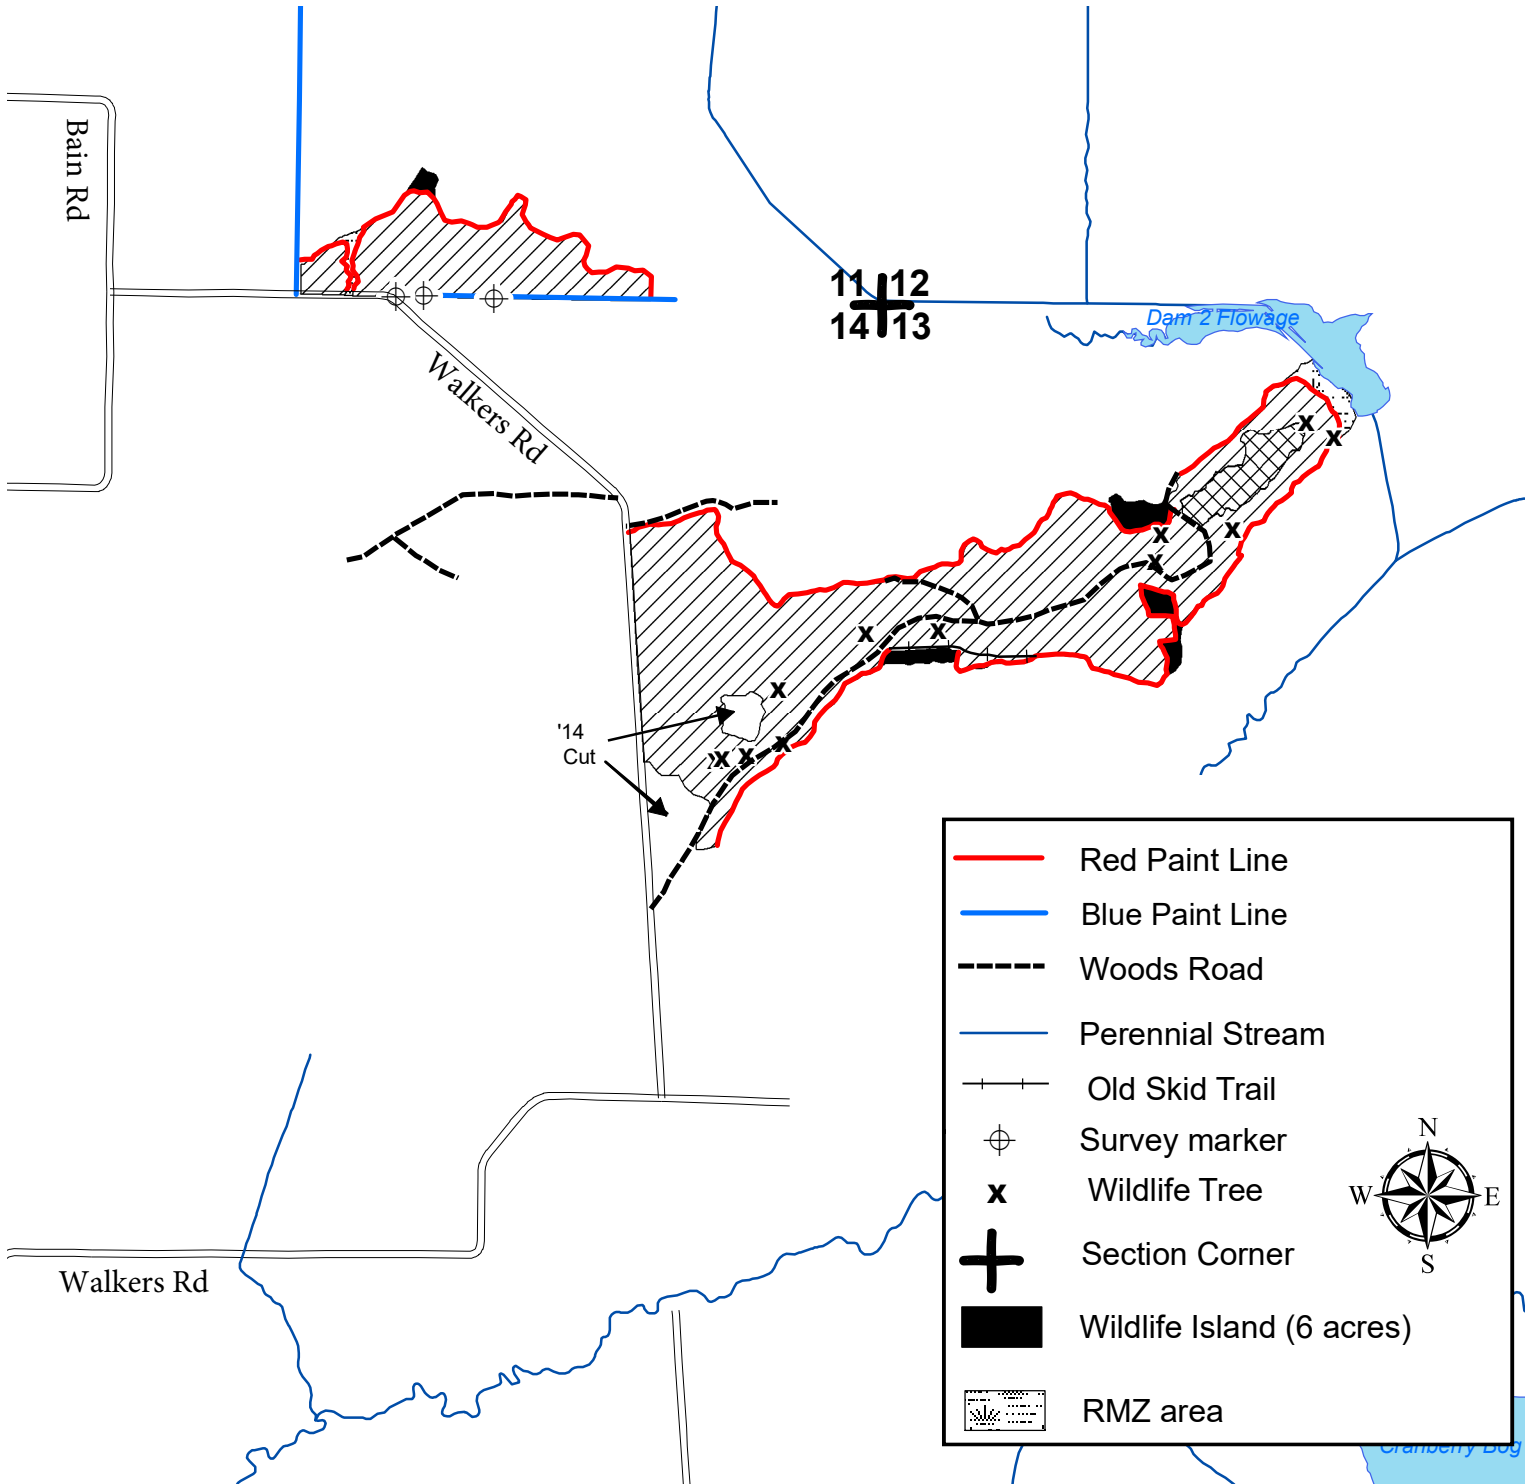 Bain Rd
11 12
14 13
Dam 2 Flowage
Walkers Rd
x
x
x
x
x
x
x
x
x
x
x
'14
Cut
Red Paint Line
Blue Paint Line
Woods Road
Perennial Stream
Old Skid Trail
Survey marker
x Wildlife Tree
Section Corner
Wildlife Island (6 acres)
RMZ area
N
W E
S
Walkers Rd
Cranberry Bog